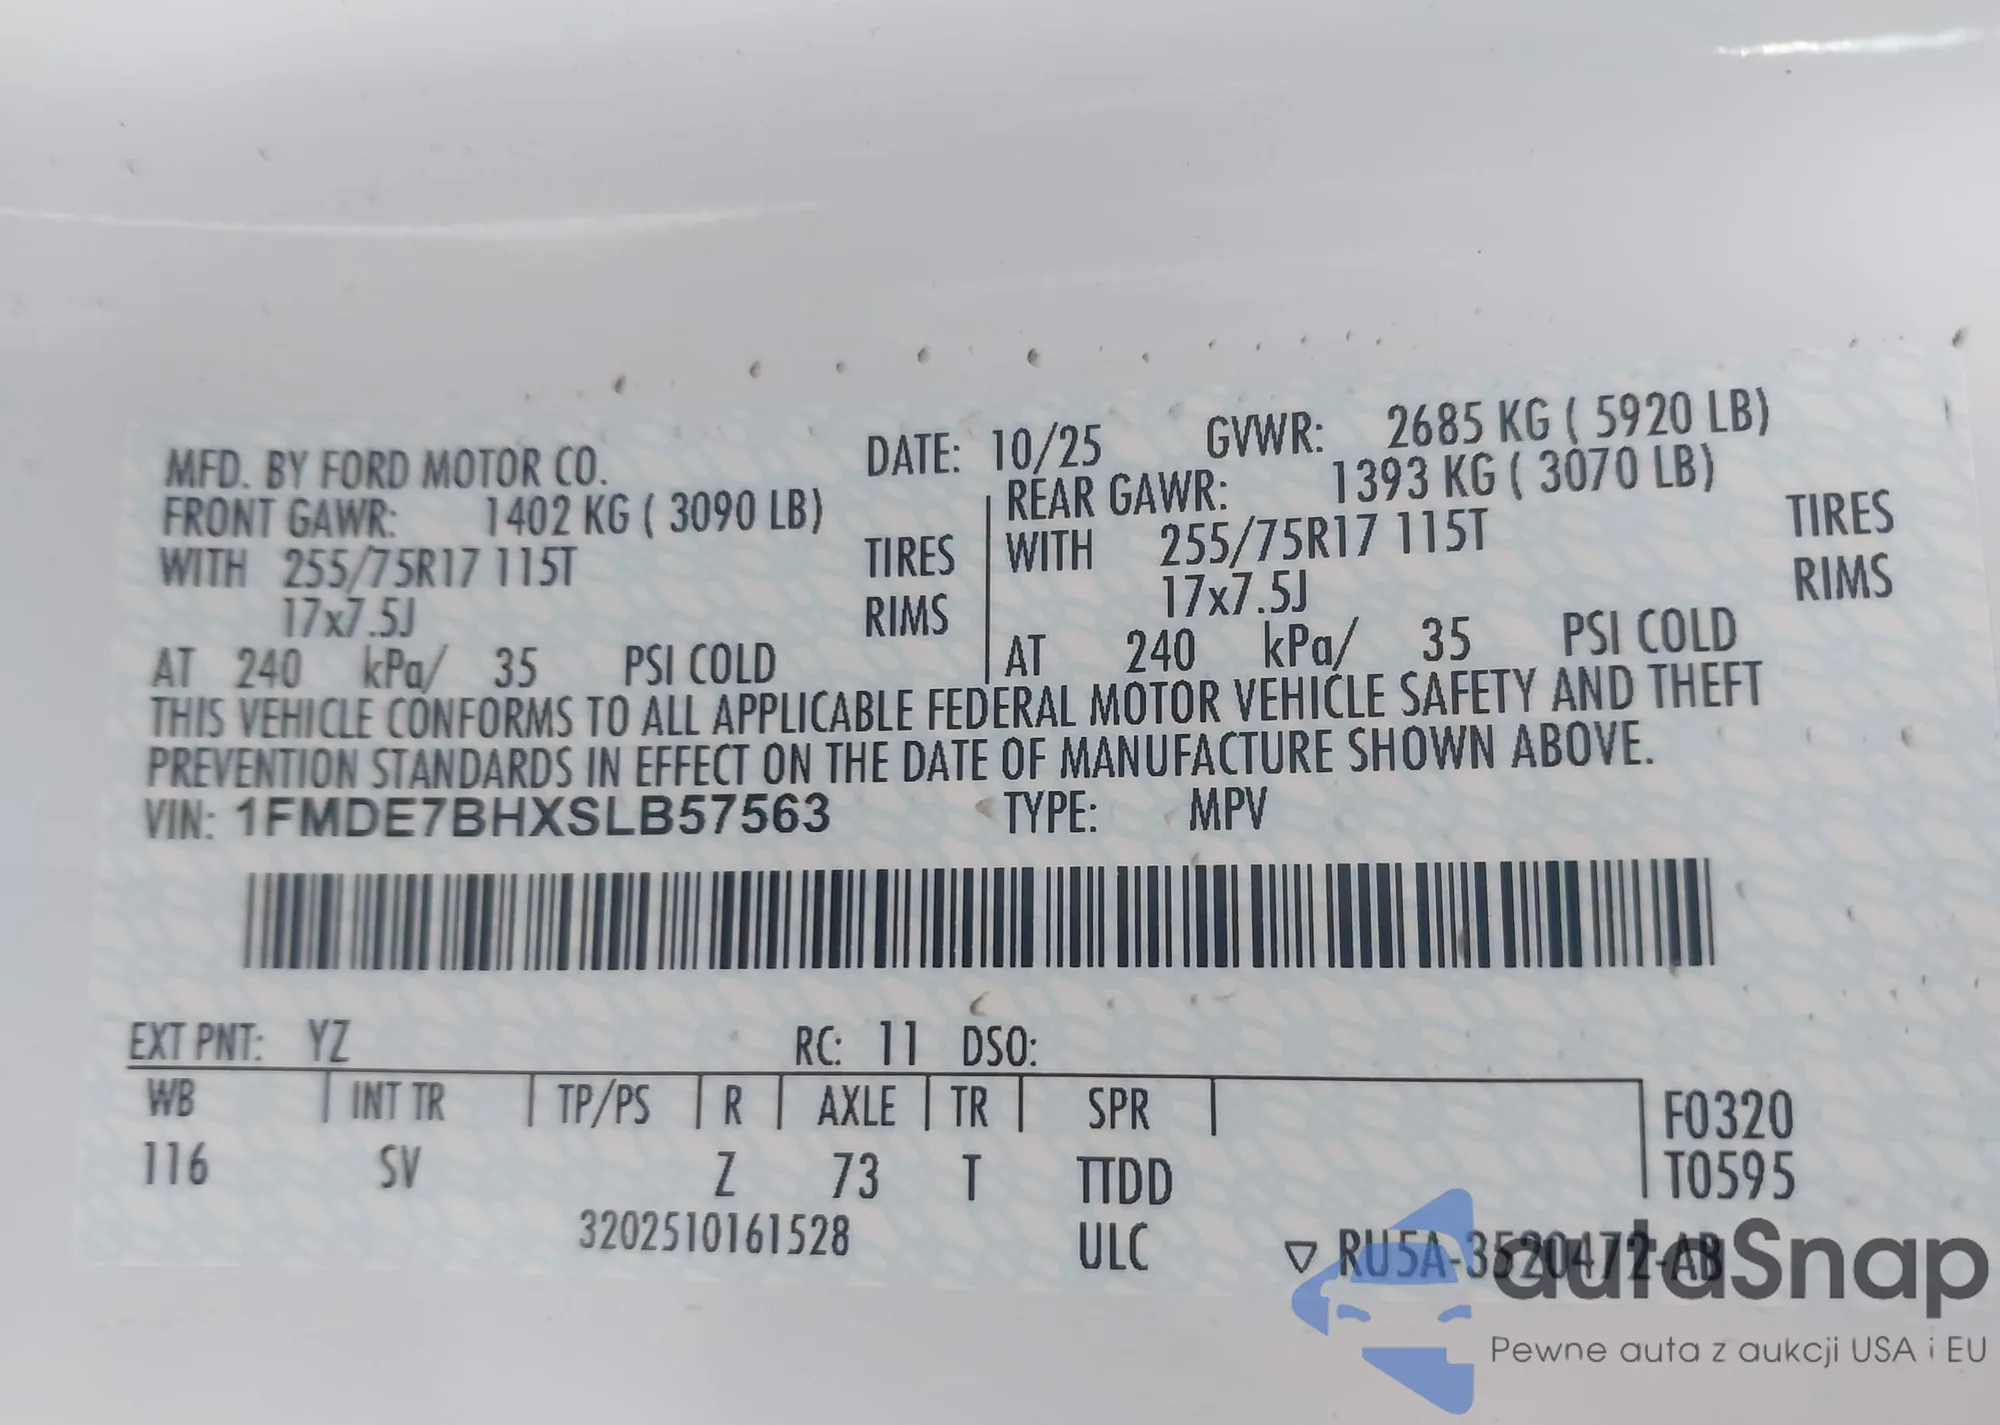 MFD. BY FORD MOTOR CO. DATE: 10/25 GVWR: 2685 KG ( 5920 LB)
FRONT GAWR: 1402 KG ( 3090 LB) REAR GAWR: 1393 KG ( 3070 LB)
WITH 255/75R17 115T TIRES WITH 255/75R17 115T TIRES
17x7.5J RIMS 17x7.5J RIMS
AT 240 kPa/ 35 PSI COLD AT 240 kPa/ 35 PSI COLD
THIS VEHICLE CONFORMS TO ALL APPLICABLE FEDERAL MOTOR VEHICLE SAFETY AND THEFT
PREVENTION STANDARDS IN EFFECT ON THE DATE OF MANUFACTURE SHOWN ABOVE.
VIN: 1FMDE7BHXSLB57563 TYPE: MPV
EXT PNT: YZ RC: 11 DSO:
WB INT TR TP/PS R AXLE TR SPR F0320
116 SV Z 73 T TTDD T0595
3202510161528 ULC ▽ RU5A-3520472-AB
autaSnap
Pewne auta z aukcji USA i EU